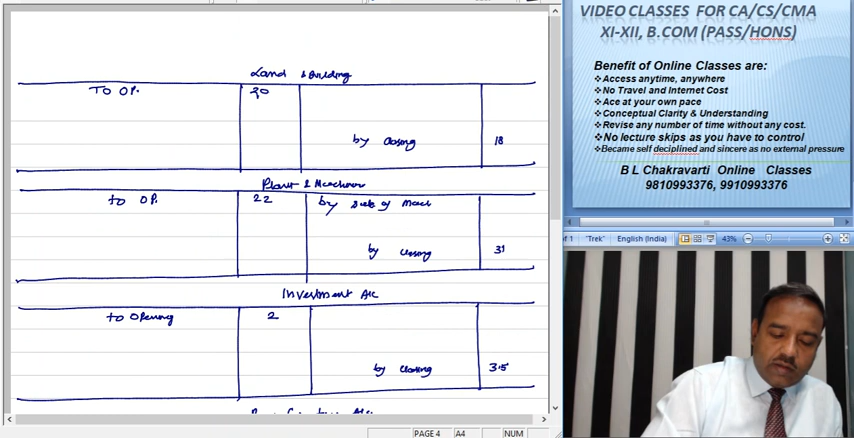 Land & Building
TO OP. 20
by closing 18
Plant & Machinery
to OP. 22 by Sale of Mach
by closing 31
Investment A/c
to Opening 2
by closing 3.5
PAGE 4 A4 NUM
VIDEO CLASSES FOR CA/CS/CMA
XI-XII, B.COM (PASS/HONS)
Benefit of Online Classes are:
❖Access anytime, anywhere
❖No Travel and Internet Cost
❖Ace at your own pace
❖Conceptual Clarity & Understanding
❖Revise any number of time without any cost.
❖No lecture skips as you have to control
❖Became self deciplined and sincere as no external pressure
B L Chakravarti Online Classes
9810993376, 9910993376
of 1 "Trek" English (India) 43%